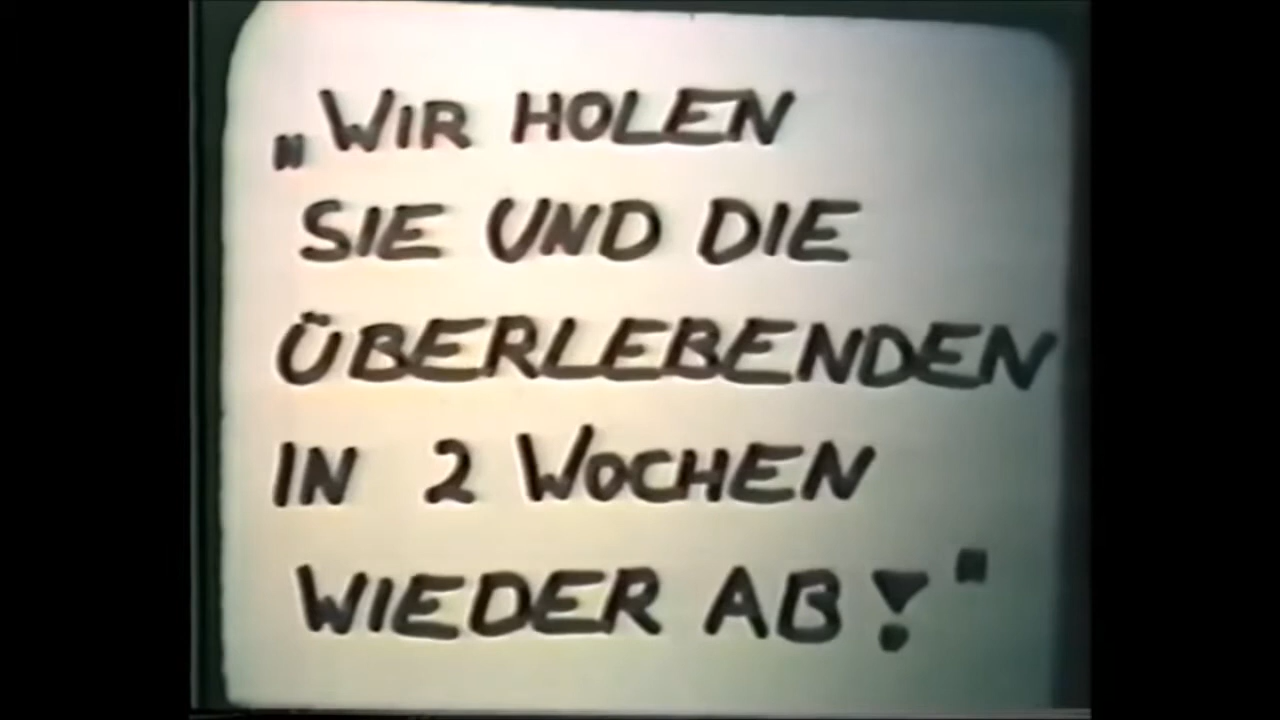 „WIR HOLEN
SIE UND DIE
ÜBERLEBENDEN
IN 2 WOCHEN
WIEDER AB!"